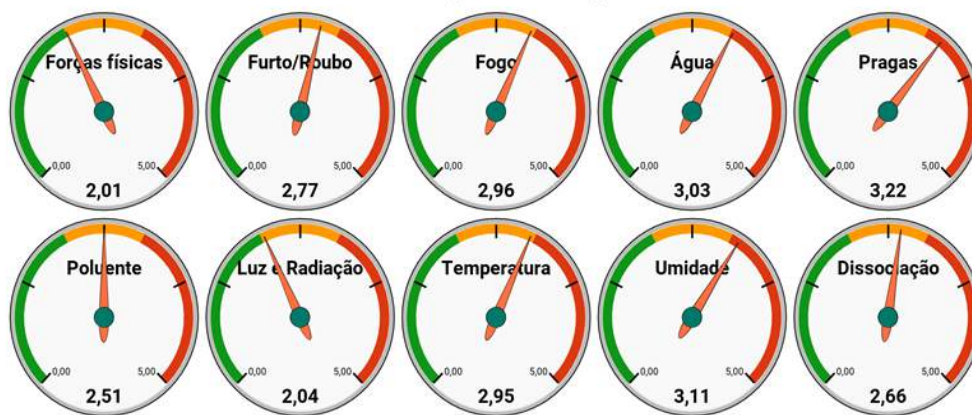 Forças físicas
Furto/Roubo
Fogo
Água
Pragas
0,00 5,00
0,00 5,00
0,00 5,00
0,00 5,00
0,00 5,00
2,01
2,77
2,96
3,03
3,22
Poluente
Luz e Radiação
Temperatura
Umidade
Dissociação
0,00 5,00
0,00 5,00
0,00 5,00
0,00 5,00
0,00 5,00
2,51
2,04
2,95
3,11
2,66